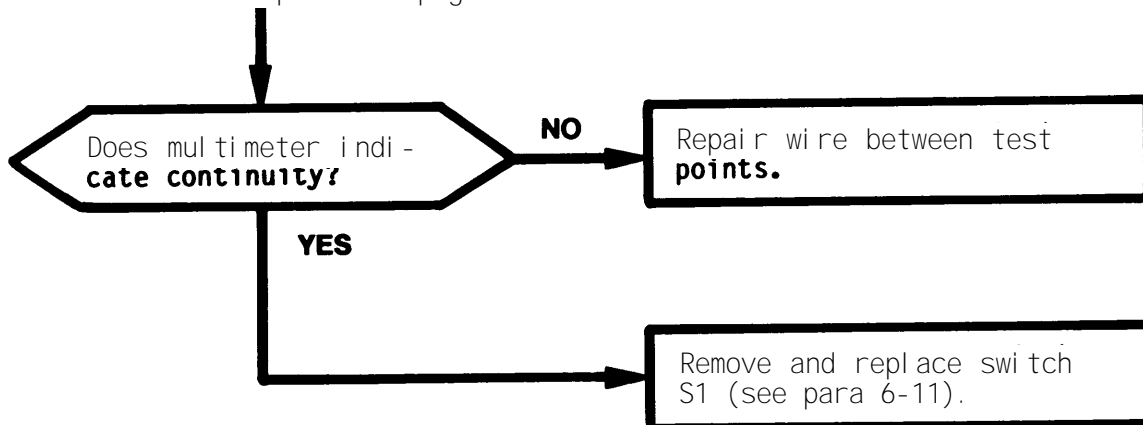 Does multimeter indi-
cate continuity?
NO
Repair wire between test
points.
YES
Remove and replace switch
S1 (see para 6-11).